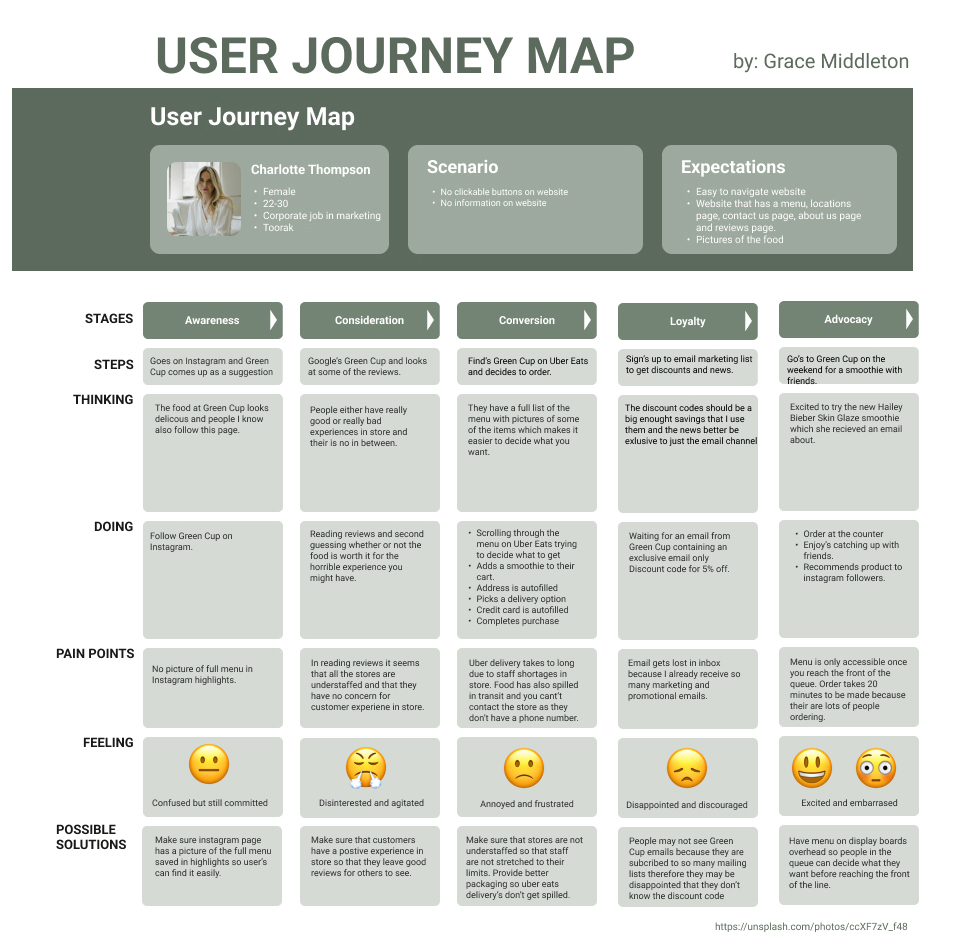 USER JOURNEY MAP
by: Grace Middleton
User Journey Map
Charlotte Thompson
• Female
• 22-30
• Corporate job in marketing
• Toorak
Scenario
• No clickable buttons on website
• No information on website
Expectations
• Easy to navigate website
• Website that has a menu, locations
page, contact us page, about us page
and reviews page.
• Pictures of the food
STAGES
Awareness
Consideration
Conversion
Loyalty
Advocacy
STEPS
Goes on Instagram and Green
Cup comes up as a suggestion
Google's Green Cup and looks
at some of the reviews.
Find's Green Cup on Uber Eats
and decides to order.
Sign's up to email marketing list
to get discounts and news.
Go's to Green Cup on the
weekend for a smoothie with
friends.
THINKING
The food at Green Cup looks
delicous and people I know
also follow this page.
People either have really
good or really bad
experiences in store and
their is no in between.
They have a full list of the
menu with pictures of some
of the items which makes it
easier to decide what you
want.
The discount codes should be a
big enought savings that I use
them and the news better be
exlusive to just the email channel
Excited to try the new Hailey
Bieber Skin Glaze smoothie
which she recieved an email
about.
DOING
Follow Green Cup on
Instagram.
Reading reviews and second
guessing whether or not the
food is worth it for the
horrible experience you
might have.
• Scrolling through the
menu on Uber Eats trying
to decide what to get
• Adds a smoothie to their
cart.
• Address is autofilled
• Picks a delivery option
• Credit card is autofilled
• Completes purchase
Waiting for an email from
Green Cup containing an
exclusive email only
Discount code for 5% off.
• Order at the counter
• Enjoy's catching up with
friends.
• Recommends product to
instagram followers.
PAIN POINTS
No picture of full menu in
Instagram highlights.
In reading reviews it seems
that all the stores are
understaffed and that they
have no concern for
customer experiene in store.
Uber delivery takes to long
due to staff shortages in
store. Food has also spilled
in transit and you cant't
contact the store as they
don't have a phone number.
Email gets lost in inbox
because I already receive so
many marketing and
promotional emails.
Menu is only accessible once
you reach the front of the
queue. Order takes 20
minutes to be made because
their are lots of people
ordering.
FEELING
Confused but still committed
Disinterested and agitated
Annoyed and frustrated
Disappointed and discouraged
Excited and embarrased
POSSIBLE
SOLUTIONS
Make sure instagram page
has a picture of the full menu
saved in highlights so user's
can find it easily.
Make sure that customers
have a postive experience in
store so that they leave good
reviews for others to see.
Make sure that stores are not
understaffed so that staff
are not stretched to their
limits. Provide better
packaging so uber eats
delivery's don't get spilled.
People may not see Green
Cup emails because they are
subcribed to so many mailing
lists therefore they may be
disappointed that they don't
know the discount code
Have menu on display boards
overhead so people in the
queue can decide what they
want before reaching the front
of the line.
https://unsplash.com/photos/ccXF7zV_f48